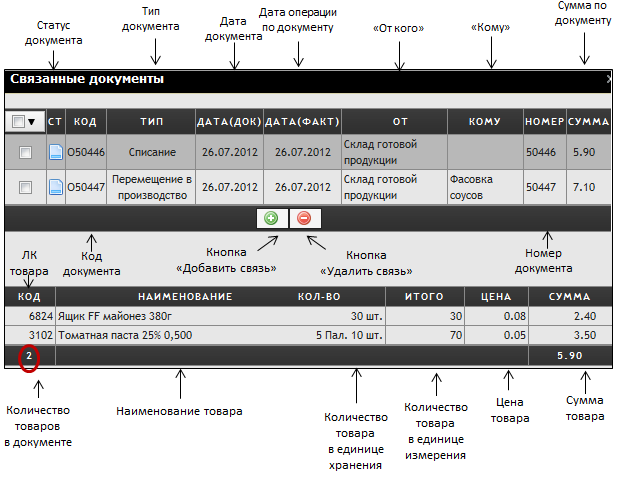 Статус
документа
Тип
документа
Дата
документа
Дата операции
по документу
«От кого»
«Кому»
Сумма по
документу
Связанные документы
СТ КОД ТИП ДАТА(ДОК) ДАТА(ФАКТ) ОТ КОМУ НОМЕР СУММА
О50446 Списание 26.07.2012 26.07.2012 Склад готовой продукции 50446 5.90
О50447 Перемещение в производство 26.07.2012 26.07.2012 Склад готовой продукции Фасовка соусов 50447 7.10
ЛК
товара
Код
документа
Кнопка
«Добавить связь»
Кнопка
«Удалить связь»
Номер
документа
КОД НАИМЕНОВАНИЕ КОЛ-ВО ИТОГО ЦЕНА СУММА
6824 Ящик FF майонез 380г 30 шт. 30 0.08 2.40
3102 Томатная паста 25% 0,500 5 Пал. 10 шт. 70 0.05 3.50
2 5.90
Количество
товаров
в документе
Наименование товара
Количество
товара
в единице
хранения
Количество
товара
в единице
измерения
Цена
товара
Сумма
товара